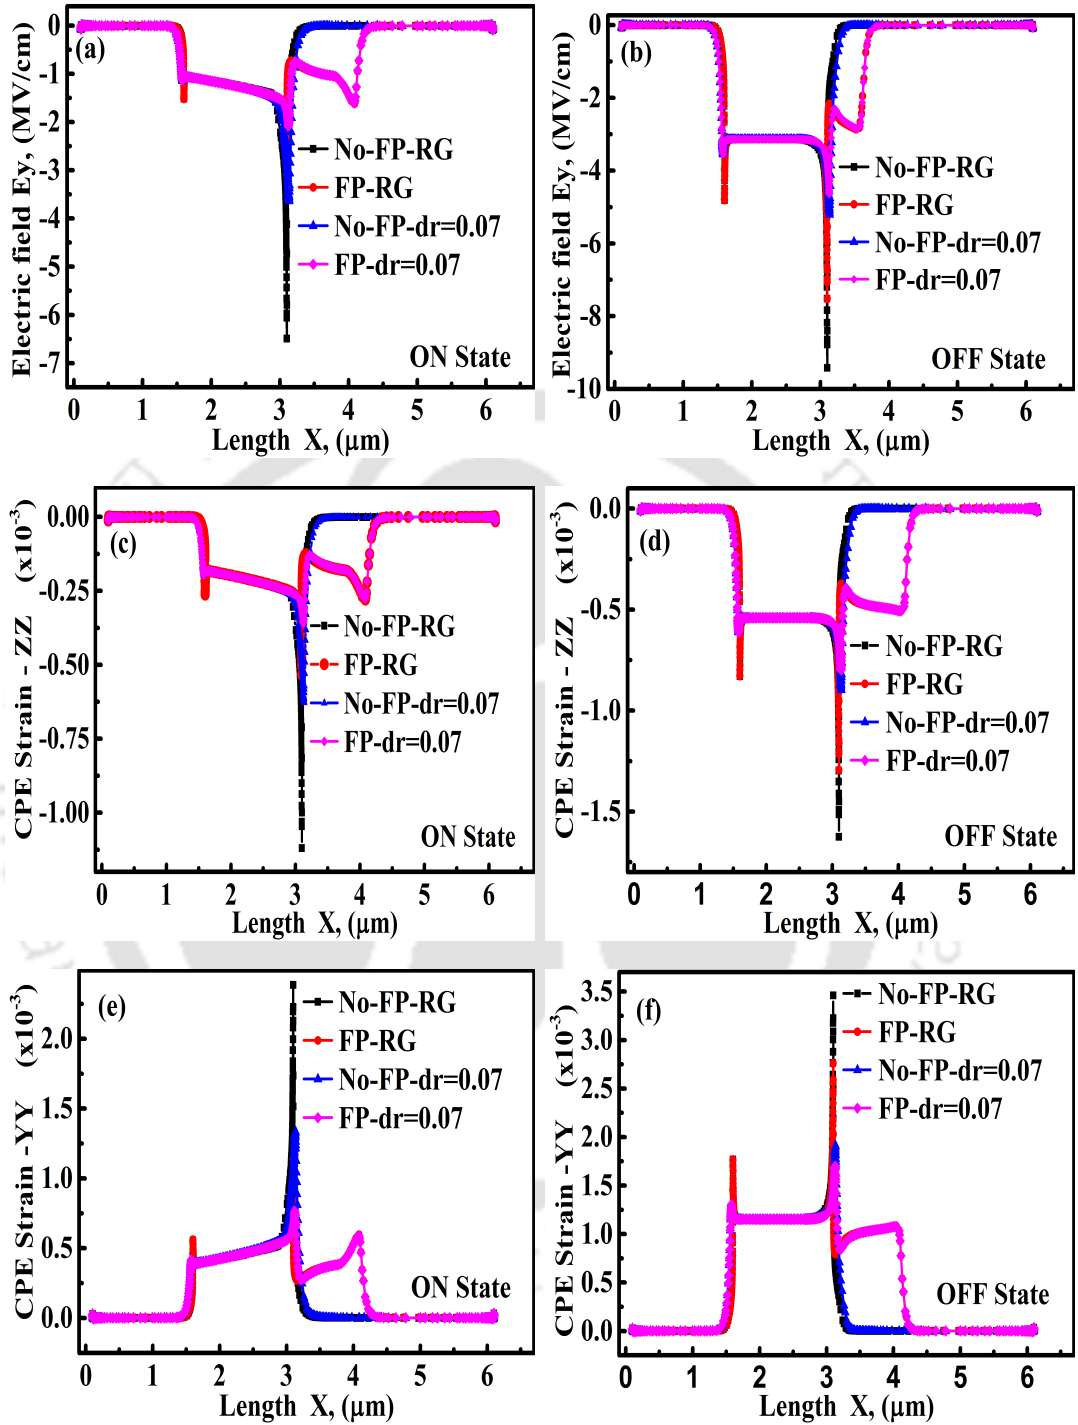 (a)
0
-1
-2
-3
-4
-5
-6
-7
Electric field Ey, (MV/cm)
No-FP-RG
FP-RG
No-FP-dr=0.07
FP-dr=0.07
ON State
0 1 2 3 4 5 6
Length X, (μm)
(b)
0
-2
-4
-6
-8
-10
Electric field Ey, (MV/cm)
No-FP-RG
FP-RG
No-FP-dr=0.07
FP-dr=0.07
OFF State
0 1 2 3 4 5 6
Length X, (μm)
(c)
0.00
-0.25
-0.50
-0.75
-1.00
CPE Strain - ZZ (x10⁻³)
No-FP-RG
FP-RG
No-FP-dr=0.07
FP-dr=0.07
ON State
0 1 2 3 4 5 6
Length X, (μm)
(d)
0.0
-0.5
-1.0
-1.5
CPE Strain - ZZ (x10⁻³)
No-FP-RG
FP-RG
No-FP-dr=0.07
FP-dr=0.07
OFF State
0 1 2 3 4 5 6
Length X, (μm)
(e)
2.0
1.5
1.0
0.5
0.0
CPE Strain -YY (x10⁻³)
No-FP-RG
FP-RG
No-FP-dr=0.07
FP-dr=0.07
ON State
0 1 2 3 4 5 6
Length X, (μm)
(f)
3.5
3.0
2.5
2.0
1.5
1.0
0.5
0.0
CPE Strain -YY (x10⁻³)
No-FP-RG
FP-RG
No-FP-dr=0.07
FP-dr=0.07
OFF State
0 1 2 3 4 5 6
Length X, (μm)